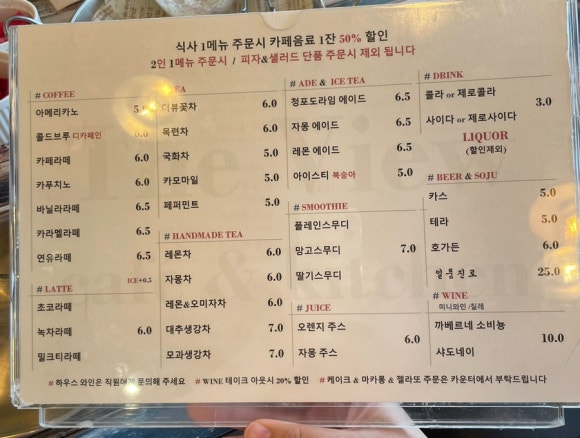 식사 1메뉴 주문시 카페음료 1잔 50% 할인
2인 1메뉴 주문시 / 피자&샐러드 단품 주문시 제외 됩니다
# COFFEE
아메리카노 5.0
콜드브루 디카페인 5.0
카페라떼 6.0
카푸치노 6.0
바닐라라떼 6.5
카라멜라떼 6.5
연유라떼 6.5
# LATTE ICE+0.5
초코라떼
녹차라떼 6.0
밀크티라떼
TEA
더뷰꽃차 6.0
목련차 6.0
국화차 5.0
카모마일 5.0
페퍼민트 5.0
# HANDMADE TEA
레몬차 6.0
자몽차 6.0
레몬&오미자차 6.0
대추생강차 7.0
모과생강차 7.0
# ADE & ICE TEA
청포도라임 에이드 6.5
자몽 에이드 6.5
레몬 에이드 6.5
아이스티 복숭아 5.0
# SMOOTHIE
플레인스무디
망고스무디 7.0
딸기스무디
# JUICE
오렌지 주스
6.0
자몽 주스
# DRINK
콜라 or 제로콜라
3.0
사이다 or 제로사이다
LIQUOR
(할인제외)
# BEER & SOJU
카스 5.0
테라 5.0
호가든 6.0
일품진로 25.0
# WINE
미니와인 /칠레
까베르네 소비뇽
10.0
샤도네이
# 하우스 와인은 직원에게 문의해 주세요 # WINE 테이크 아웃시 20% 할인 # 케이크 & 마카롱 & 젤라또 주문은 카운터에서 부탁드립니다